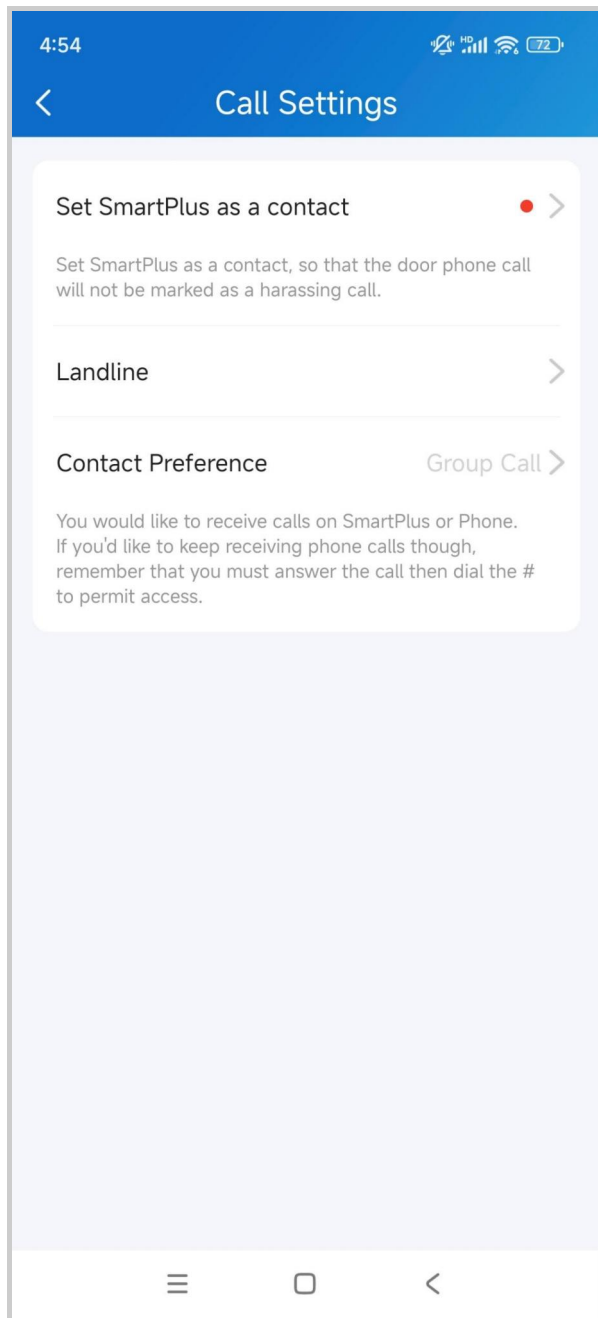 4:54
HD
72
Call Settings
Set SmartPlus as a contact
Set SmartPlus as a contact, so that the door phone call
will not be marked as a harassing call.
Landline
Contact Preference Group Call
You would like to receive calls on SmartPlus or Phone.
If you'd like to keep receiving phone calls though,
remember that you must answer the call then dial the #
to permit access.